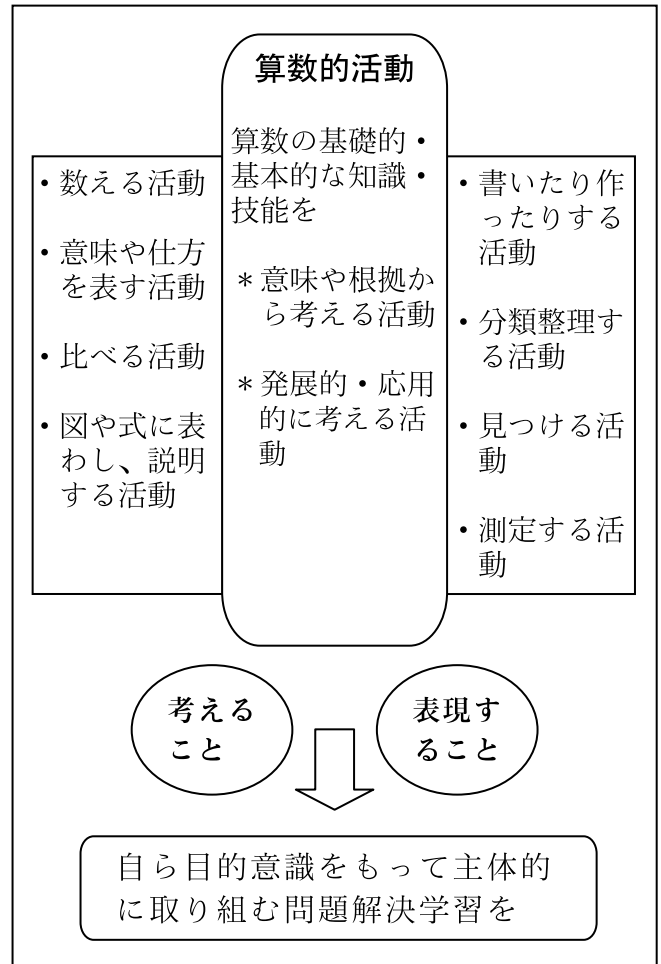 算数的活動
算数の基礎的・
基本的な知識・
技能を
＊意味や根拠か
ら考える活動
＊発展的・応用
的に考える活
動
・数える活動
・意味や仕方
を表す活動
・比べる活動
・図や式に表
わし、説明
する活動
・書いたり作
ったりする
活動
・分類整理す
る活動
・見つける活
動
・測定する活
動
考える
こと
表現す
ること
自ら目的意識をもって主体的
に取り組む問題解決学習を